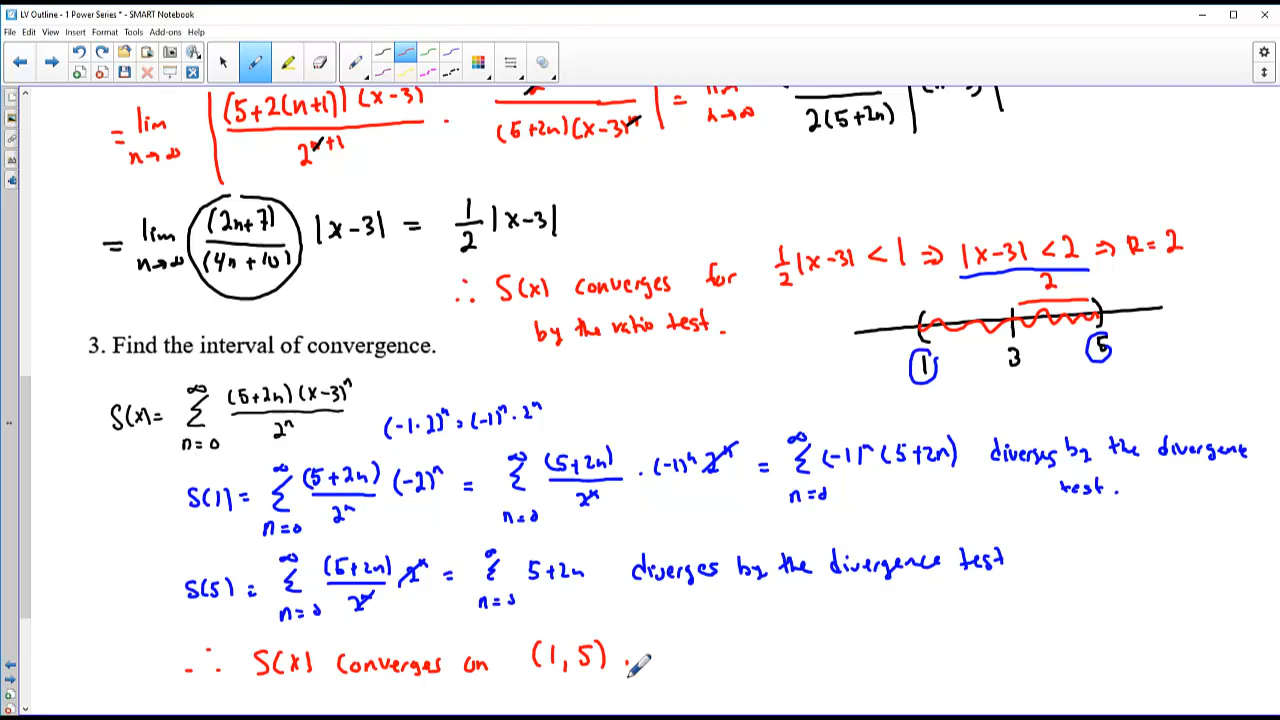 LV Outline - 1 Power Series * - SMART Notebook
File Edit View Insert Format Tools Add-ons Help
= lim n→∞ | (5+2(n+1)) (x-3) / 2^(n+1) · / (5+2n)(x-3)^n | = lim n→∞ / 2(5+2n) |
= lim n→∞ (2n+7)/(4n+10) |x-3| = 1/2 |x-3|
∴ S(x) converges for 1/2 |x-3| < 1 ⇒ |x-3| < 2 ⇒ R = 2
by the ratio test.
2
( )
1 3 5
3. Find the interval of convergence.
S(x) = ∞ Σ n=0 (5+2n)(x-3)^n / 2^n
(-1·2)^n = (-1)^n · 2^n
S(1) = ∞ Σ n=0 (5+2n)/2^n (-2)^n = ∞ Σ n=0 (5+2n)/2^n · (-1)^n 2^n = ∞ Σ n=0 (-1)^n (5+2n) diverges by the divergent
test.
S(5) = ∞ Σ n=0 (5+2n)/2^n 2^n = ∞ Σ n=0 5+2n diverges by the divergence test
∴ S(x) converges on (1, 5) .